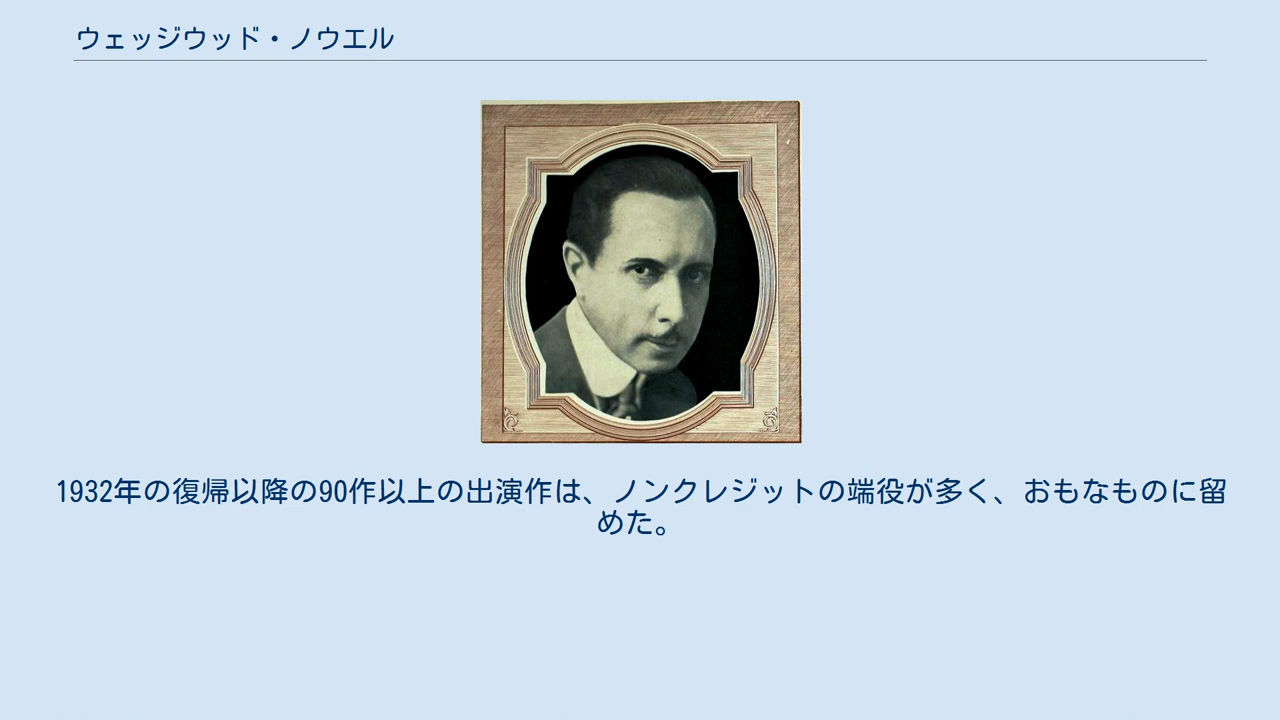 ウェッジウッド・ノウエル
1932年の復帰以降の90作以上の出演作は、ノンクレジットの端役が多く、おもなものに留
めた。